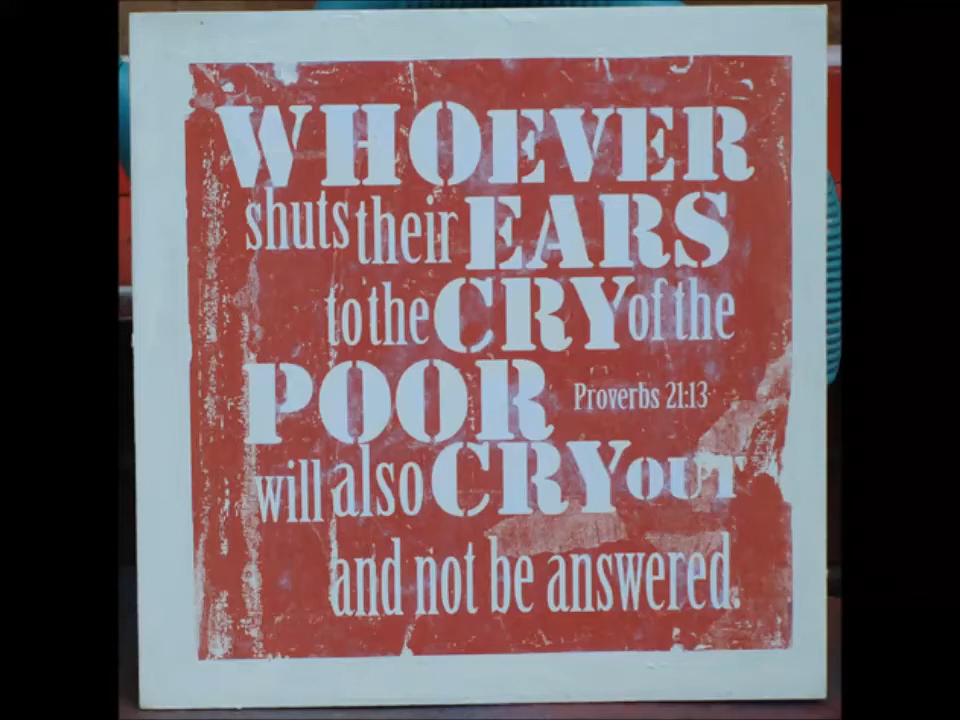 WHOEVER
shuts their EARS
to the CRY of the
POOR Proverbs 21:13
will also CRY OUT
and not be answered.